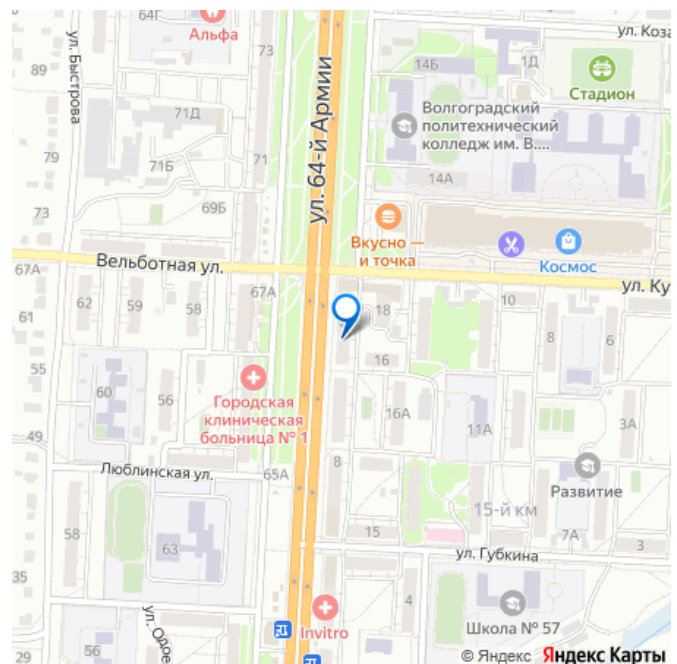 64Г
Альфа
73
73
ул. 64-й Армии
14Б
1Д
ул. Коза
Стадион
ул. Быстрова
89
71Д
Волгоградский
политехнический
колледж им. В....
79
71Б
71
14А
73
69Б
Вкусно —
и точка
Космос
67А
Вельботная ул.
ул. Ку
61
62
59
58
67А
18
10
8
6
55
60
56
Городская
клиническая
больница № 1
16
16А
11А
3А
49
Люблинская ул.
65А
8
Развитие
15-й км
58
63
15
7А
3
ул. Губкина
35
4
ул. Одое
Invitro
Школа № 57
29
© Яндекс Яндекс Карты